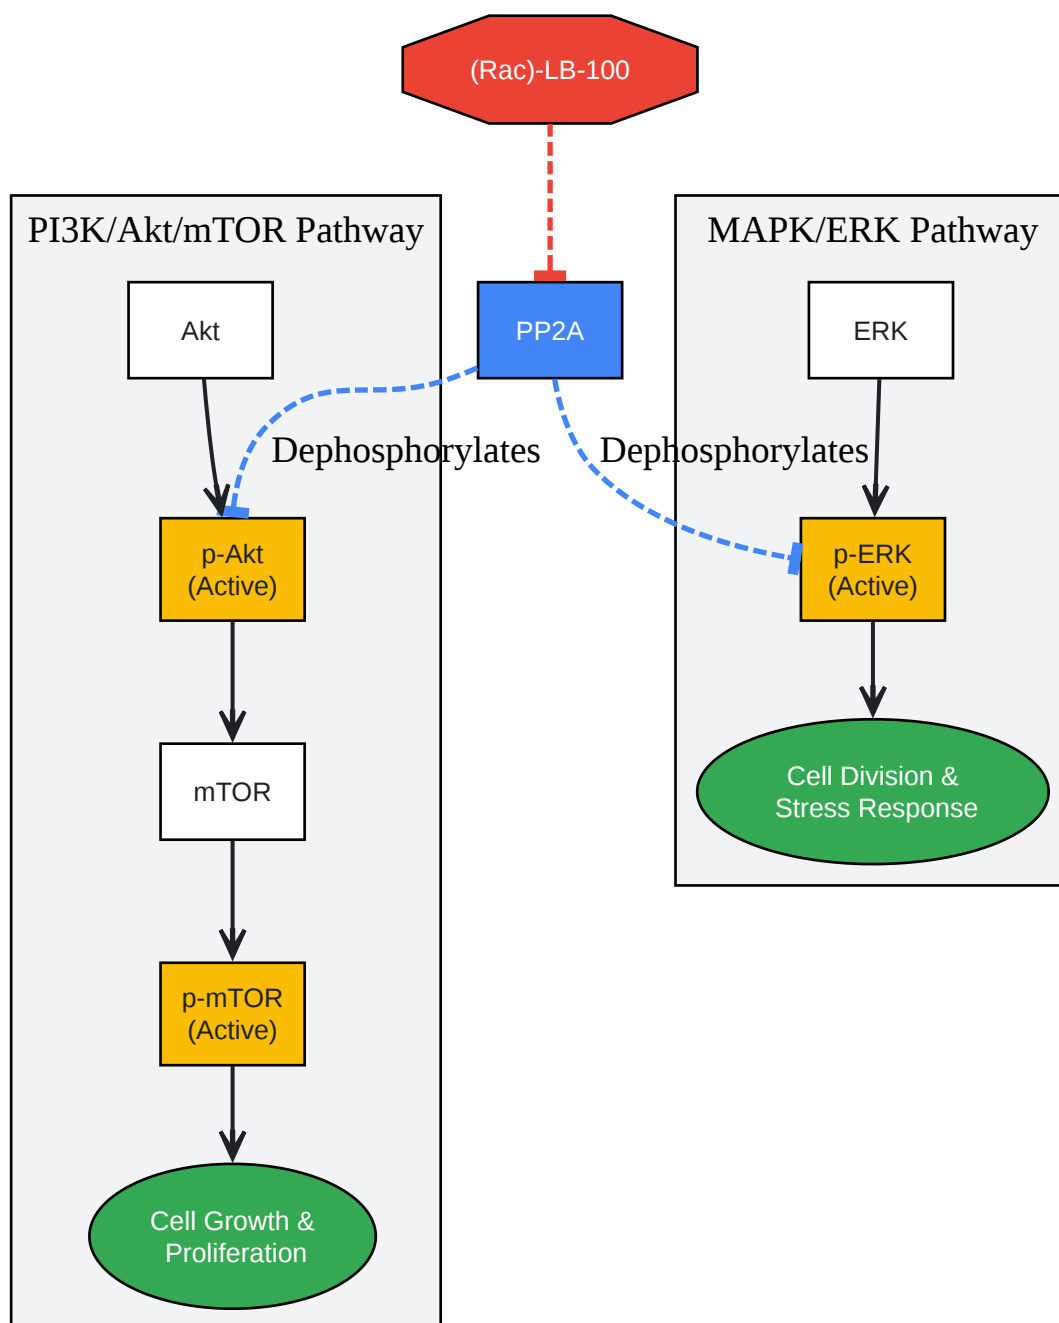 (Rac)-LB-100
PI3K/Akt/mTOR Pathway
MAPK/ERK Pathway
Akt
PP2A
ERK
Dephosphorylates
Dephosphorylates
p-Akt
(Active)
p-ERK
(Active)
mTOR
Cell Division &
Stress Response
p-mTOR
(Active)
Cell Growth &
Proliferation